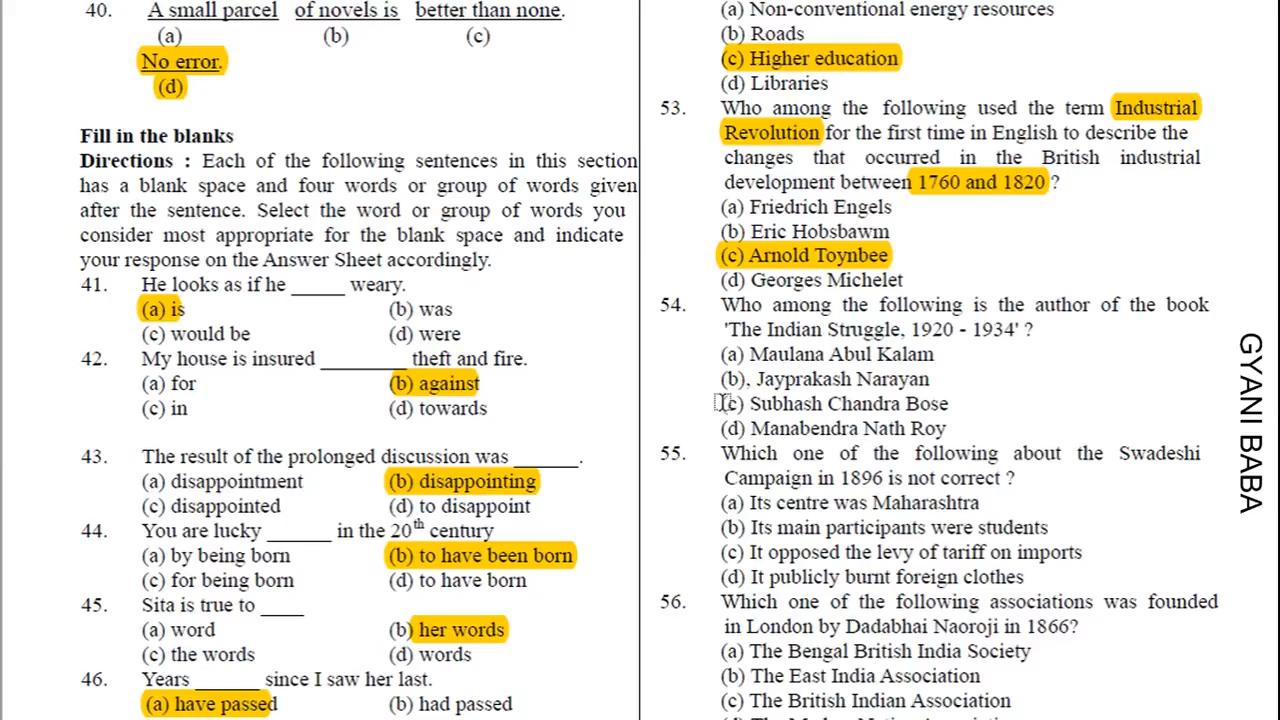 40. A small parcel of novels is better than none.
(a) (b) (c)
No error.
(d)
Fill in the blanks
Directions : Each of the following sentences in this section
has a blank space and four words or group of words given
after the sentence. Select the word or group of words you
consider most appropriate for the blank space and indicate
your response on the Answer Sheet accordingly.
41. He looks as if he _____ weary.
(a) is (b) was
(c) would be (d) were
42. My house is insured ________ theft and fire.
(a) for (b) against
(c) in (d) towards
43. The result of the prolonged discussion was ______.
(a) disappointment (b) disappointing
(c) disappointed (d) to disappoint
44. You are lucky ______ in the 20th century
(a) by being born (b) to have been born
(c) for being born (d) to have born
45. Sita is true to ____
(a) word (b) her words
(c) the words (d) words
46. Years ______ since I saw her last.
(a) have passed (b) had passed
(a) Non-conventional energy resources
(b) Roads
(c) Higher education
(d) Libraries
53. Who among the following used the term Industrial
Revolution for the first time in English to describe the
changes that occurred in the British industrial
development between 1760 and 1820 ?
(a) Friedrich Engels
(b) Eric Hobsbawm
(c) Arnold Toynbee
(d) Georges Michelet
54. Who among the following is the author of the book
'The Indian Struggle, 1920 - 1934' ?
(a) Maulana Abul Kalam
(b), Jayprakash Narayan
(c) Subhash Chandra Bose
(d) Manabendra Nath Roy
55. Which one of the following about the Swadeshi
Campaign in 1896 is not correct ?
(a) Its centre was Maharashtra
(b) Its main participants were students
(c) It opposed the levy of tariff on imports
(d) It publicly burnt foreign clothes
56. Which one of the following associations was founded
in London by Dadabhai Naoroji in 1866?
(a) The Bengal British India Society
(b) The East India Association
(c) The British Indian Association
GYANI BABA